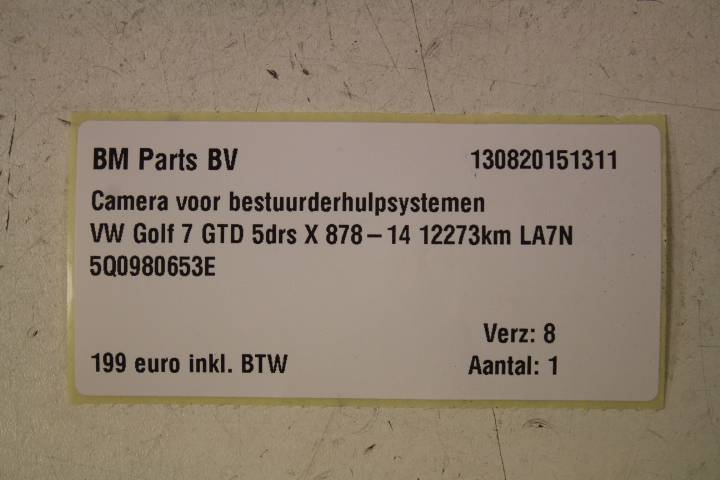 BM Parts BV 130820151311
Camera voor bestuurderhulpsystemen
VW Golf 7 GTD 5drs X 878-14 12273km LA7N
5Q0980653E
Verz: 8
199 euro inkl. BTW Aantal: 1